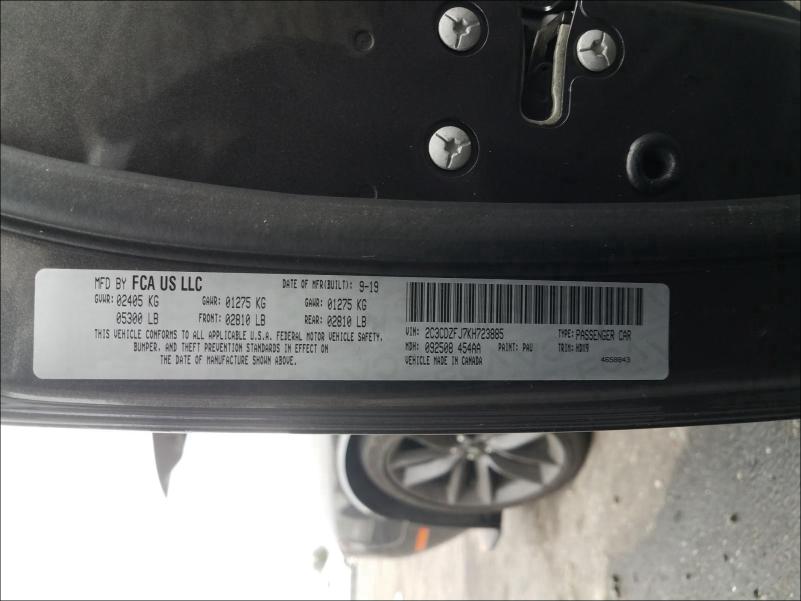 MFD BY FCA US LLC DATE OF MFR(BUILT): 9-19
GVWR: 02405 KG GAWR: 01275 KG GAWR: 01275 KG
05300 LB FRONT: 02810 LB REAR: 02810 LB
THIS VEHICLE CONFORMS TO ALL APPLICABLE U.S.A. FEDERAL MOTOR VEHICLE SAFETY,
BUMPER, AND THEFT PREVENTION STANDARDS IN EFFECT ON
THE DATE OF MANUFACTURE SHOWN ABOVE.
VIN: 2C3CDZFJ7KH723885 TYPE: PASSENGER CAR
MDH: 092508 454AA PAINT: PAU TRIM: HDX9
VEHICLE MADE IN CANADA 4658843